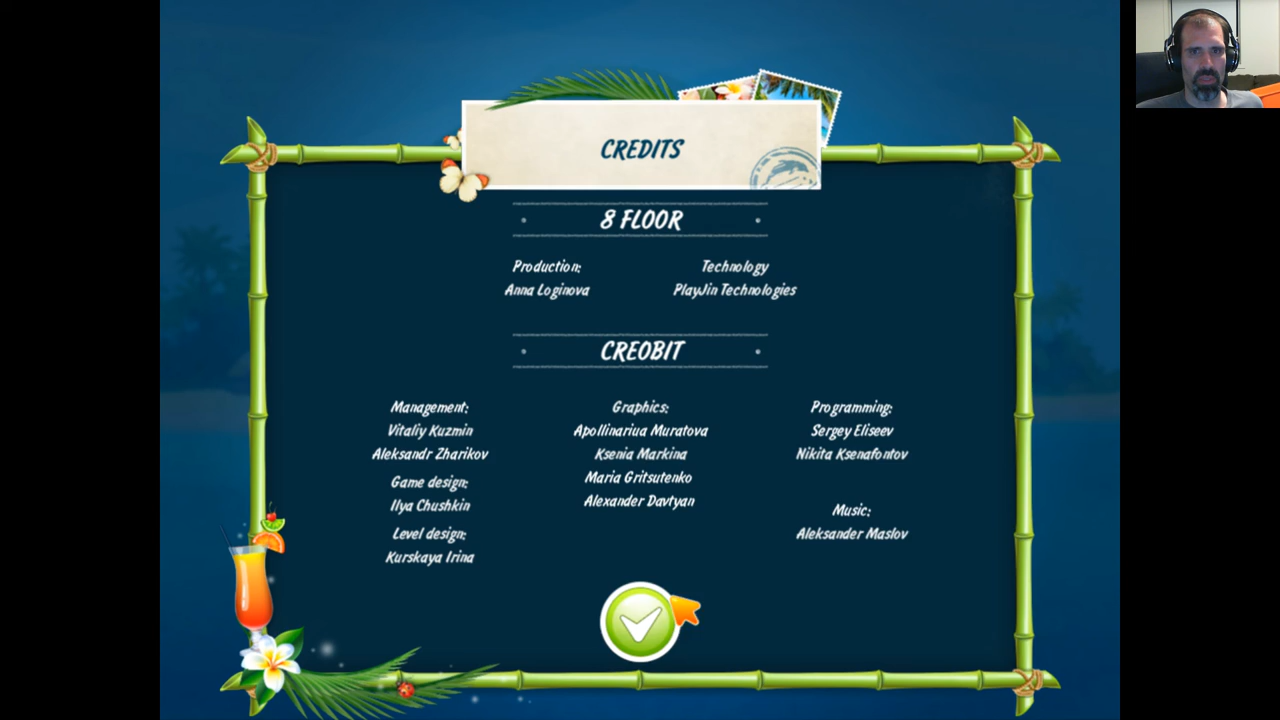 CREDITS
8 FLOOR
Production:
Anna Loginova
Technology
PlayJin Technologies
CREOBIT
Management:
Vitaliy Kuzmin
Aleksandr Zharikov
Game design:
Ilya Chushkin
Level design:
Kurskaya Irina
Graphics:
Apollinariua Muratova
Ksenia Markina
Maria Gritsutenko
Alexander Davtyan
Programming:
Sergey Eliseev
Nikita Ksenafontov
Music:
Aleksander Maslov